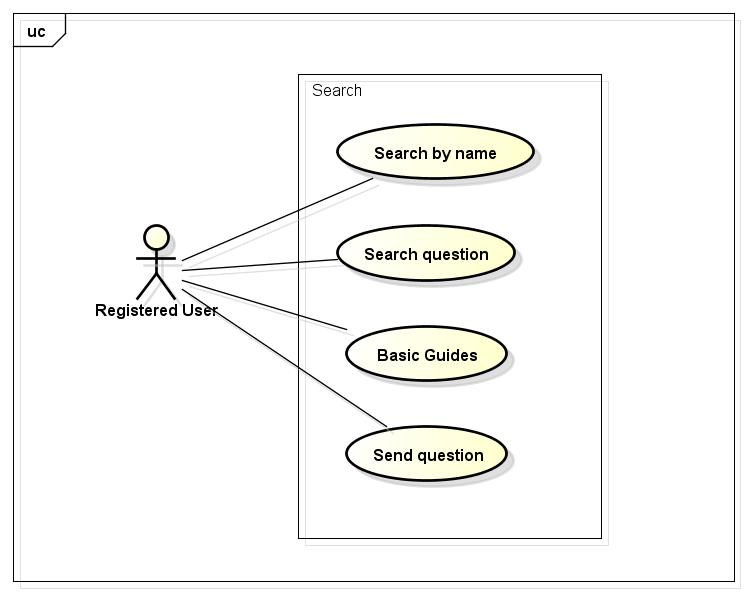 uc
Search
Search by name
Search question
Registered User
Basic Guides
Send question